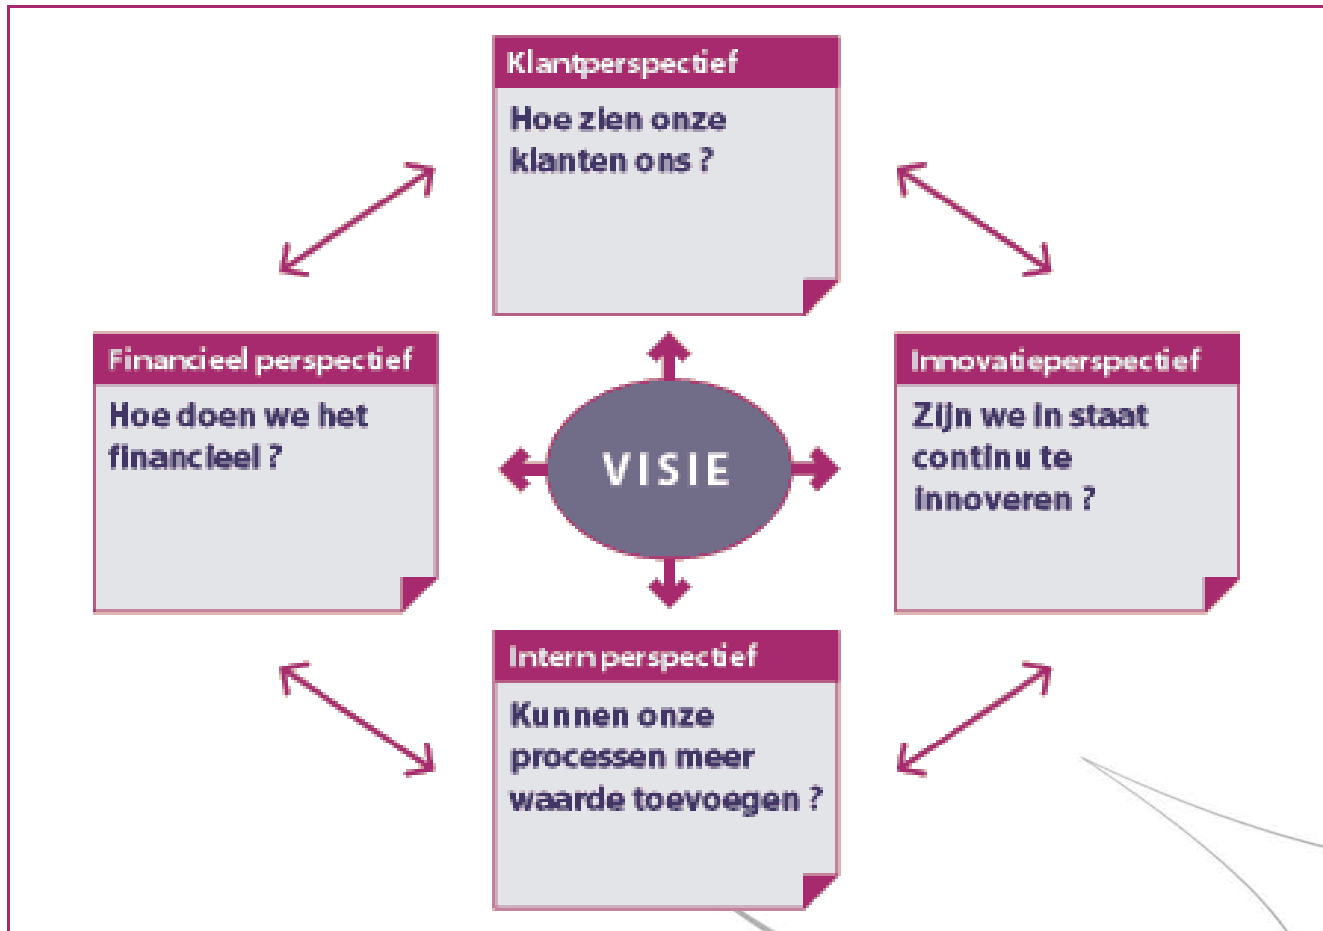 Klantperspectief
Hoe zien onze
klanten ons ?
Financieel perspectief
Hoe doen we het
financieel ?
VISIE
Innovatieperspectief
Zijn we in staat
continu te
innoveren ?
Intern perspectief
Kunnen onze
processen meer
waarde toevoegen ?